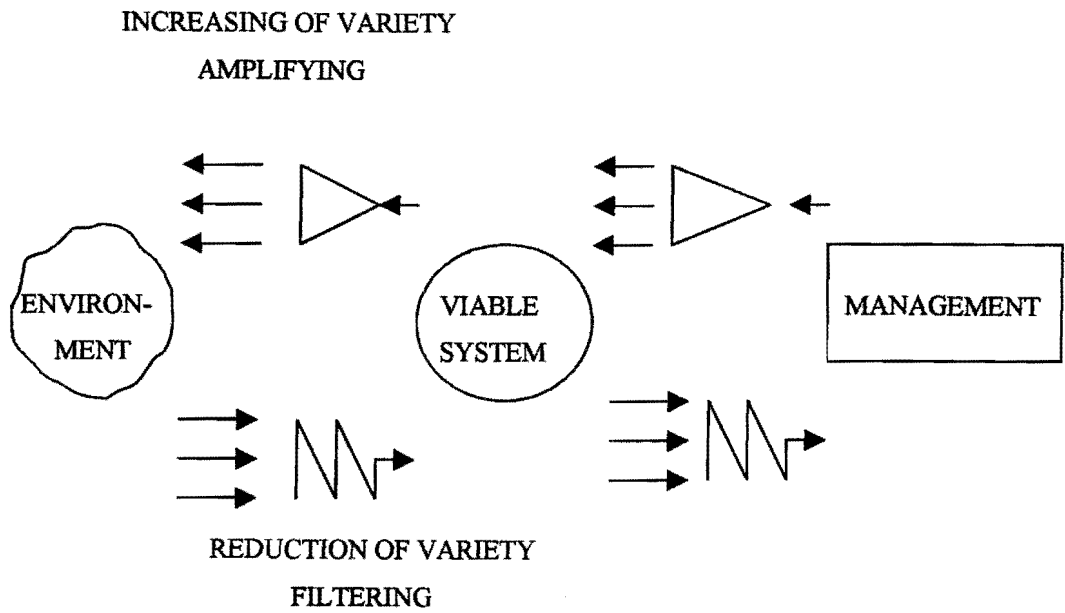 INCREASING OF VARIETY
AMPLIFYING
ENVIRON-
MENT
VIABLE
SYSTEM
MANAGEMENT
REDUCTION OF VARIETY
FILTERING